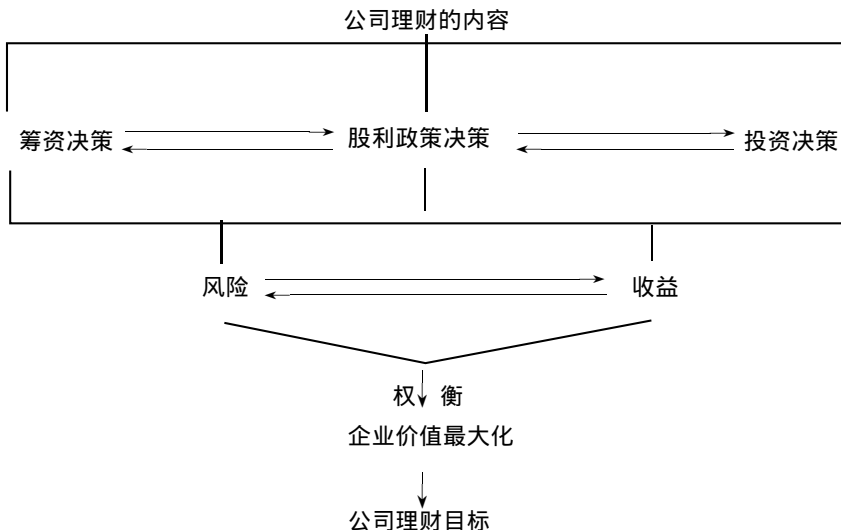 公司理财的内容
筹资决策 股利政策决策 投资决策
风险 收益
权 衡
企业价值最大化
公司理财目标